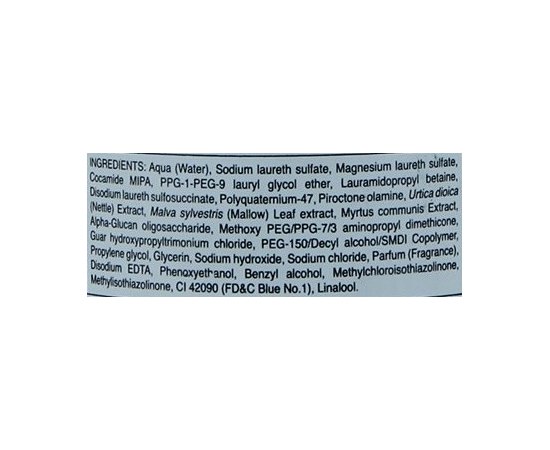 INGREDIENTS: Aqua (Water), Sodium laureth sulfate, Magnesium laureth sulfate,
Cocamide MIPA, PPG-1-PEG-9 lauryl glycol ether, Lauramidopropyl betaine,
Disodium laureth sulfosuccinate, Polyquaternium-47, Piroctone olamine, Urtica dioica
(Nettle) Extract, Malva sylvestris (Mallow) Leaf extract, Myrtus communis Extract,
Alpha-Glucan oligosaccharide, Methoxy PEG/PPG-7/3 aminopropyl dimethicone,
Guar hydroxypropyltrimonium chloride, PEG-150/Decyl alcohol/SMDI Copolymer,
Propylene glycol, Glycerin, Sodium hydroxide, Sodium chloride, Parfum (Fragrance),
Disodium EDTA, Phenoxyethanol, Benzyl alcohol, Methylchloroisothiazolinone,
Methylisothiazolinone, CI 42090 (FD&C Blue No.1), Linalool.